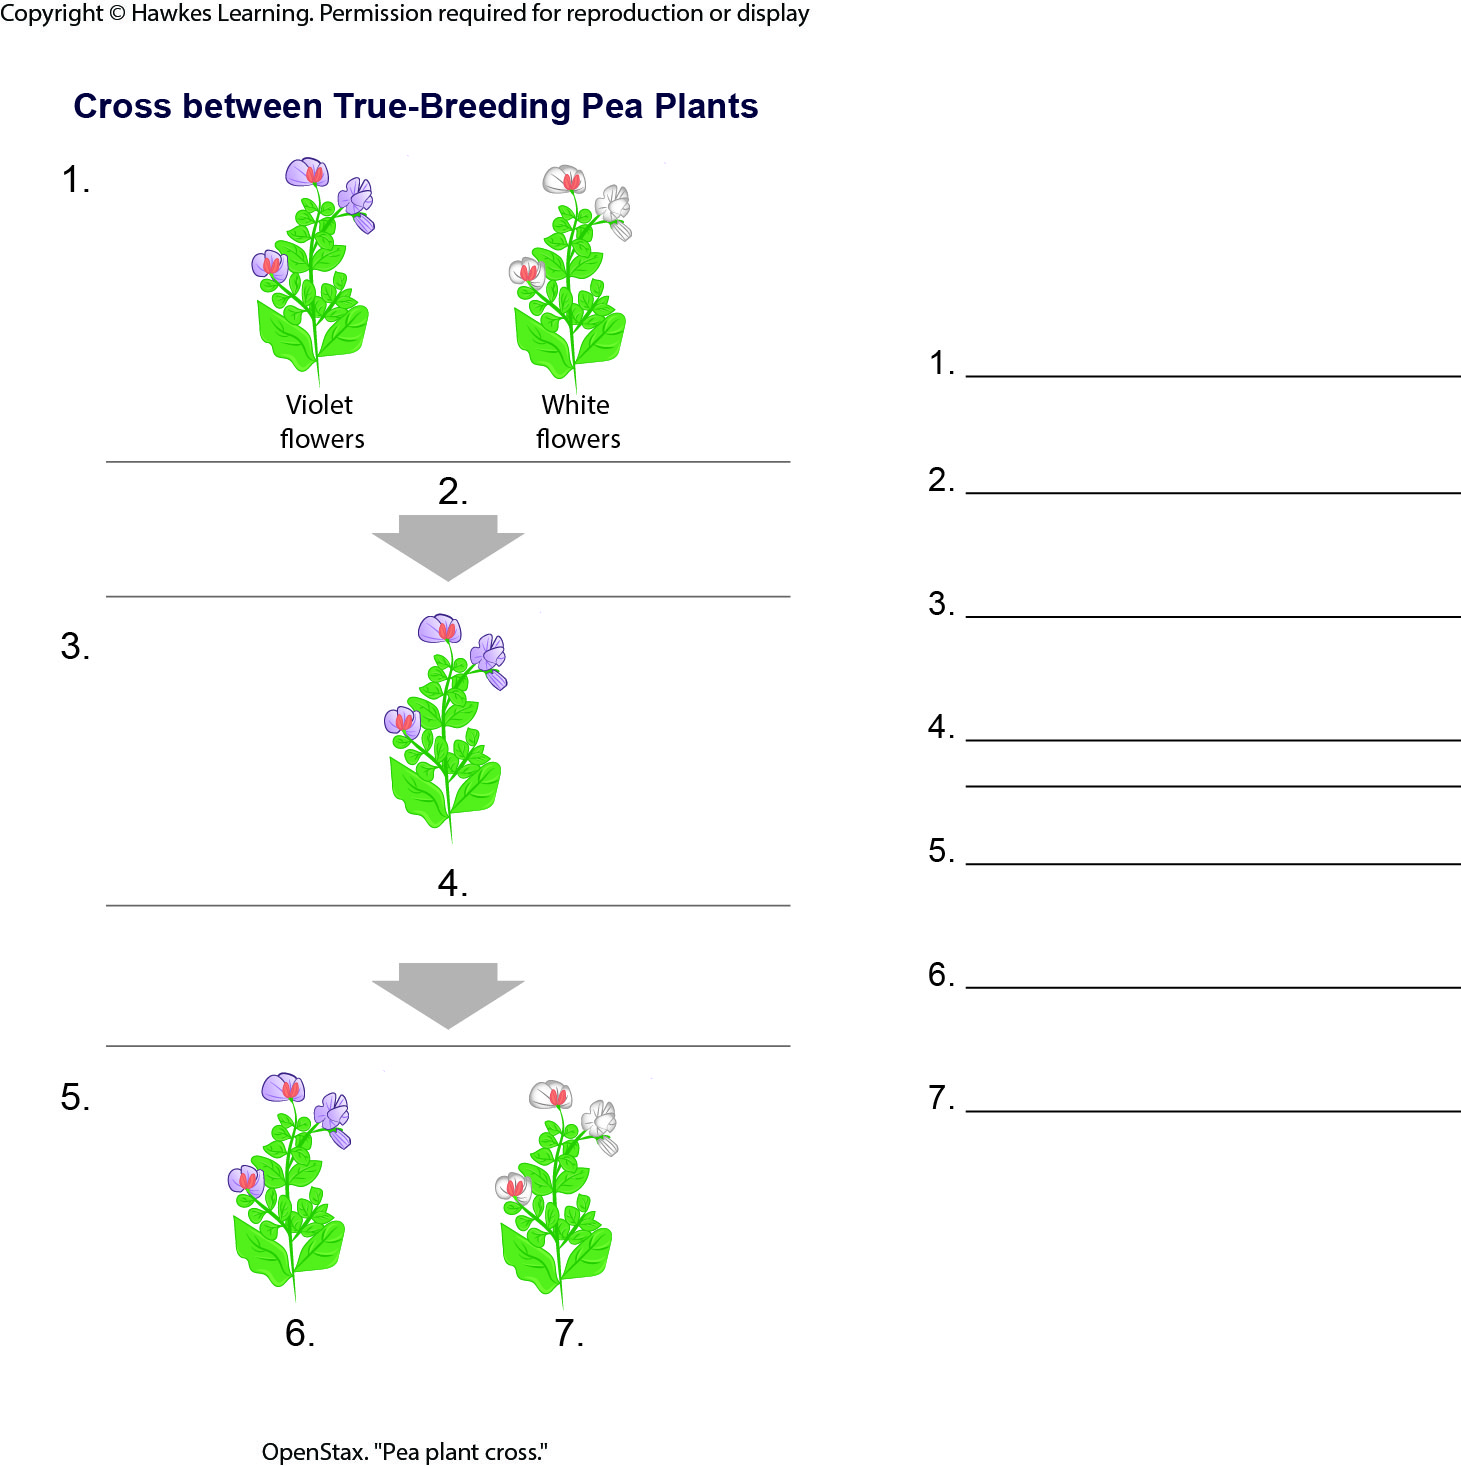 Copyright © Hawkes Learning. Permission required for reproduction or display
Cross between True-Breeding Pea Plants
1.
Violet
flowers
White
flowers
2.
3.
4.
5.
6.
7.
OpenStax. "Pea plant cross."
1.
2.
3.
4.
5.
6.
7.